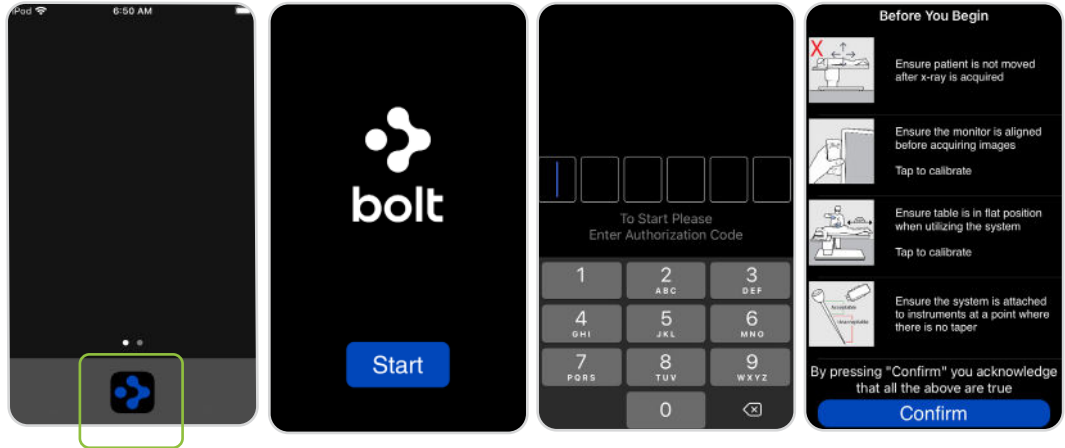 iPod 6:50 AM
bolt
Start
To Start Please
Enter Authorization Code
1
2
ABC
3
DEF
4
GHI
5
JKL
6
MNO
7
PQRS
8
TUV
9
WXYZ
0
Before You Begin
X
Ensure patient is not moved
after x-ray is acquired
Ensure the monitor is aligned
before acquiring images
Tap to calibrate
Ensure table is in flat position
when utilizing the system
Tap to calibrate
Acceptable
Unacceptable
Ensure the system is attached
to instruments at a point where
there is no taper
By pressing "Confirm" you acknowledge
that all the above are true
Confirm